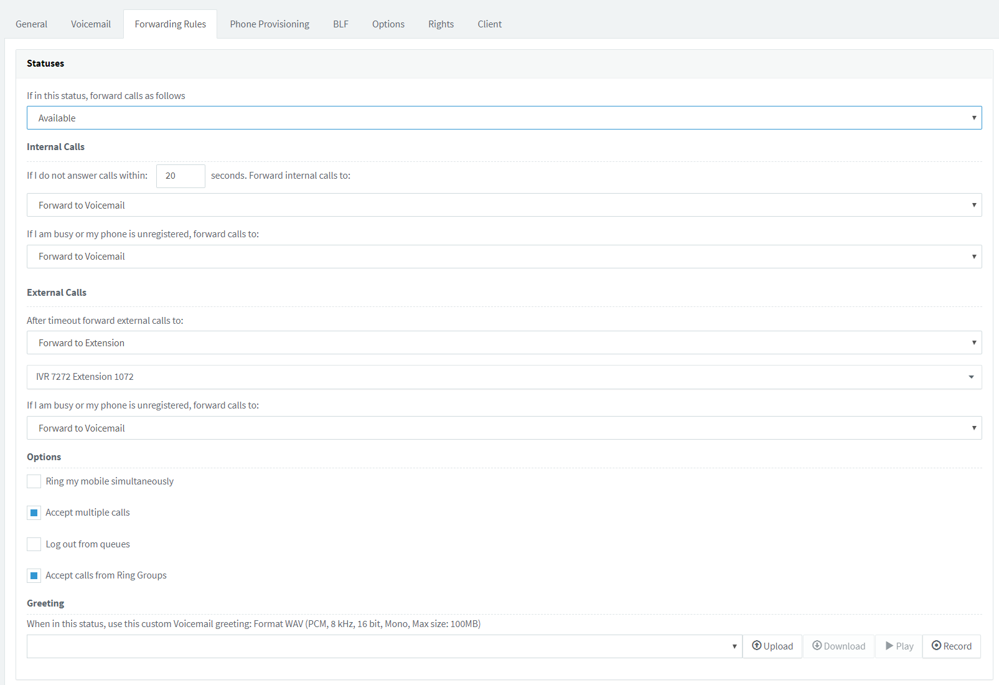 General Voicemail Forwarding Rules Phone Provisioning BLF Options Rights Client
Statuses
If in this status, forward calls as follows
Available
Internal Calls
If I do not answer calls within: 20 seconds. Forward internal calls to:
Forward to Voicemail
If I am busy or my phone is unregistered, forward calls to:
Forward to Voicemail
External Calls
After timeout forward external calls to:
Forward to Extension
IVR 7272 Extension 1072
If I am busy or my phone is unregistered, forward calls to:
Forward to Voicemail
Options
Ring my mobile simultaneously
Accept multiple calls
Log out from queues
Accept calls from Ring Groups
Greeting
When in this status, use this custom Voicemail greeting: Format WAV (PCM, 8 kHz, 16 bit, Mono, Max size: 100MB)
Upload Download Play Record